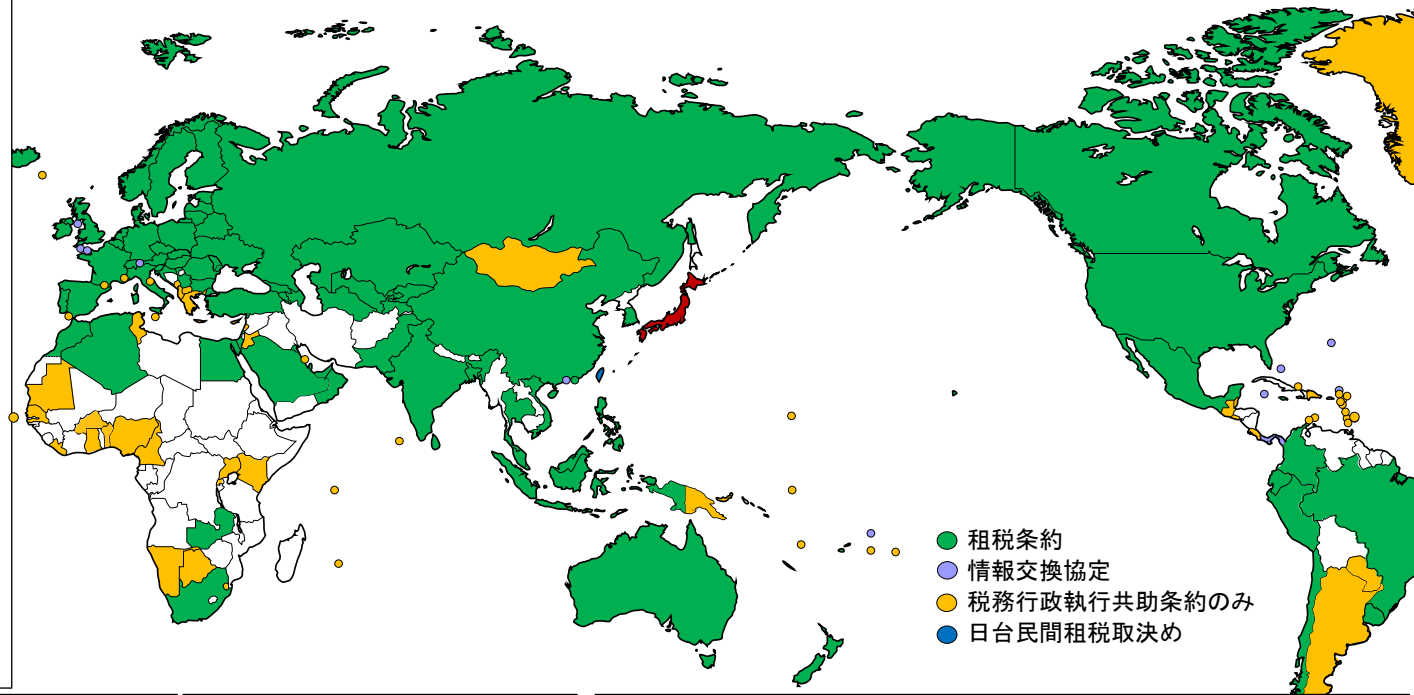 租税条約
情報交換協定
税務行政執行共助条約のみ
日台民間租税取決め